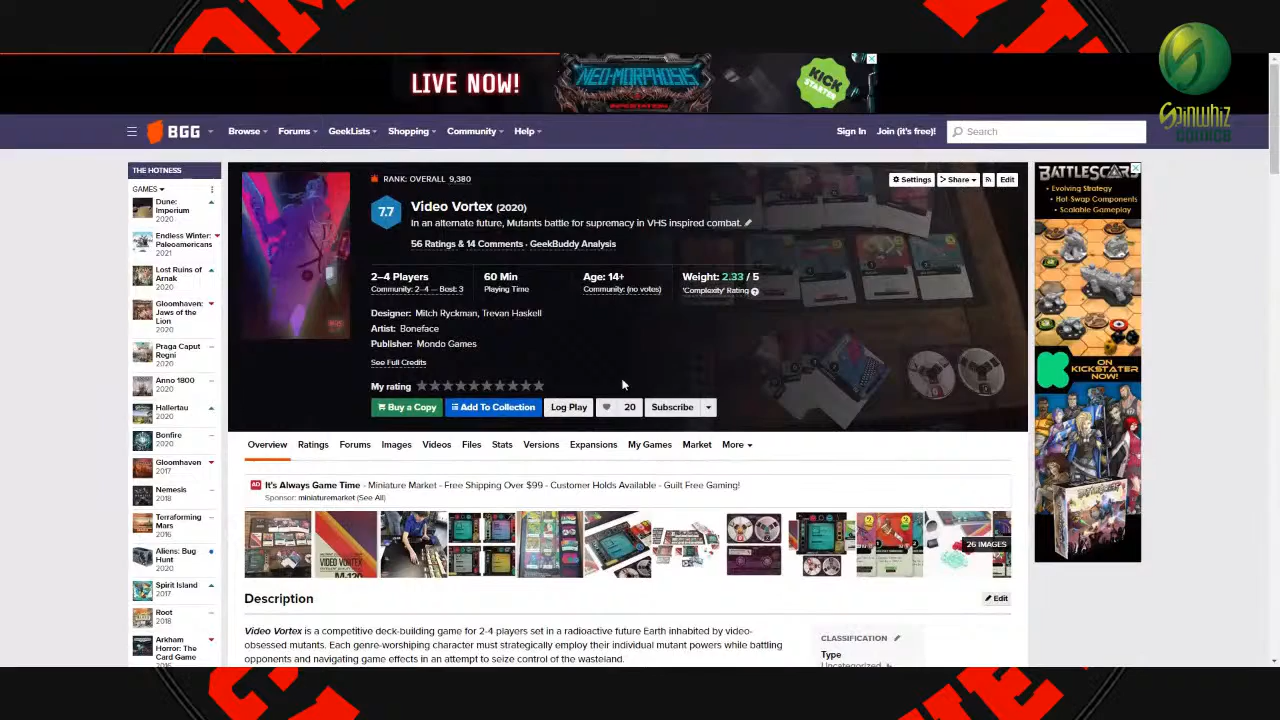 LIVE NOW!
NEO-MORPHOSIS
INFESTATION
KICK
STARTER
Spinwhiz
comics
BGG
Browse
Forums
GeekLists
Shopping
Community
Help
Sign In
Join (it's free!)
Search
THE HOTNESS
GAMES
Dune:
Imperium
2020
Endless Winter:
Paleoamericans
2021
Lost Ruins of
Arnak
2020
Gloomhaven:
Jaws of the
Lion
2020
Praga Caput
Regni
2020
Anno 1800
2020
Hallertau
2020
Bonfire
2020
Gloomhaven
2017
Nemesis
2018
Terraforming
Mars
2016
Aliens: Bug
Hunt
2020
Spirit Island
2017
Root
2018
Arkham
Horror: The
Card Game
2016
RANK: OVERALL 9,380
Settings
Share
Edit
7.7
Video Vortex (2020)
In an alternate future, Mutants battle for supremacy in VHS inspired combat.
56 Ratings & 14 Comments · GeekBuddy Analysis
2–4 Players
Community: 2–4 — Best: 3
60 Min
Playing Time
Age: 14+
Community: (no votes)
Weight: 2.33 / 5
'Complexity' Rating
Designer: Mitch Ryckman, Trevan Haskell
Artist: Boneface
Publisher: Mondo Games
See Full Credits
My rating
Buy a Copy
Add To Collection
Log Play
20
Subscribe
Overview
Ratings
Forums
Images
Videos
Files
Stats
Versions
Expansions
My Games
Market
More
AD It's Always Game Time - Miniature Market - Free Shipping Over $99 - Customer Holds Available - Guilt Free Gaming!
Sponsor: miniaturemarket (See All)
VIDEO VORTEX
M-120
26 IMAGES
Description
Edit
Video Vortex is a competitive deck-building game for 2-4 players set in a radioactive future Earth inhabited by video-
obsessed mutants. Each genre-worshiping character must strategically employ their individual mutant powers while battling
opponents and navigating game effects in an attempt to seize control of the wasteland.
CLASSIFICATION
Type
Uncategorized
BATTLESCARS
Evolving Strategy
Hot-Swap Components
Scalable Gameplay
ON
KICKSTATER
NOW!